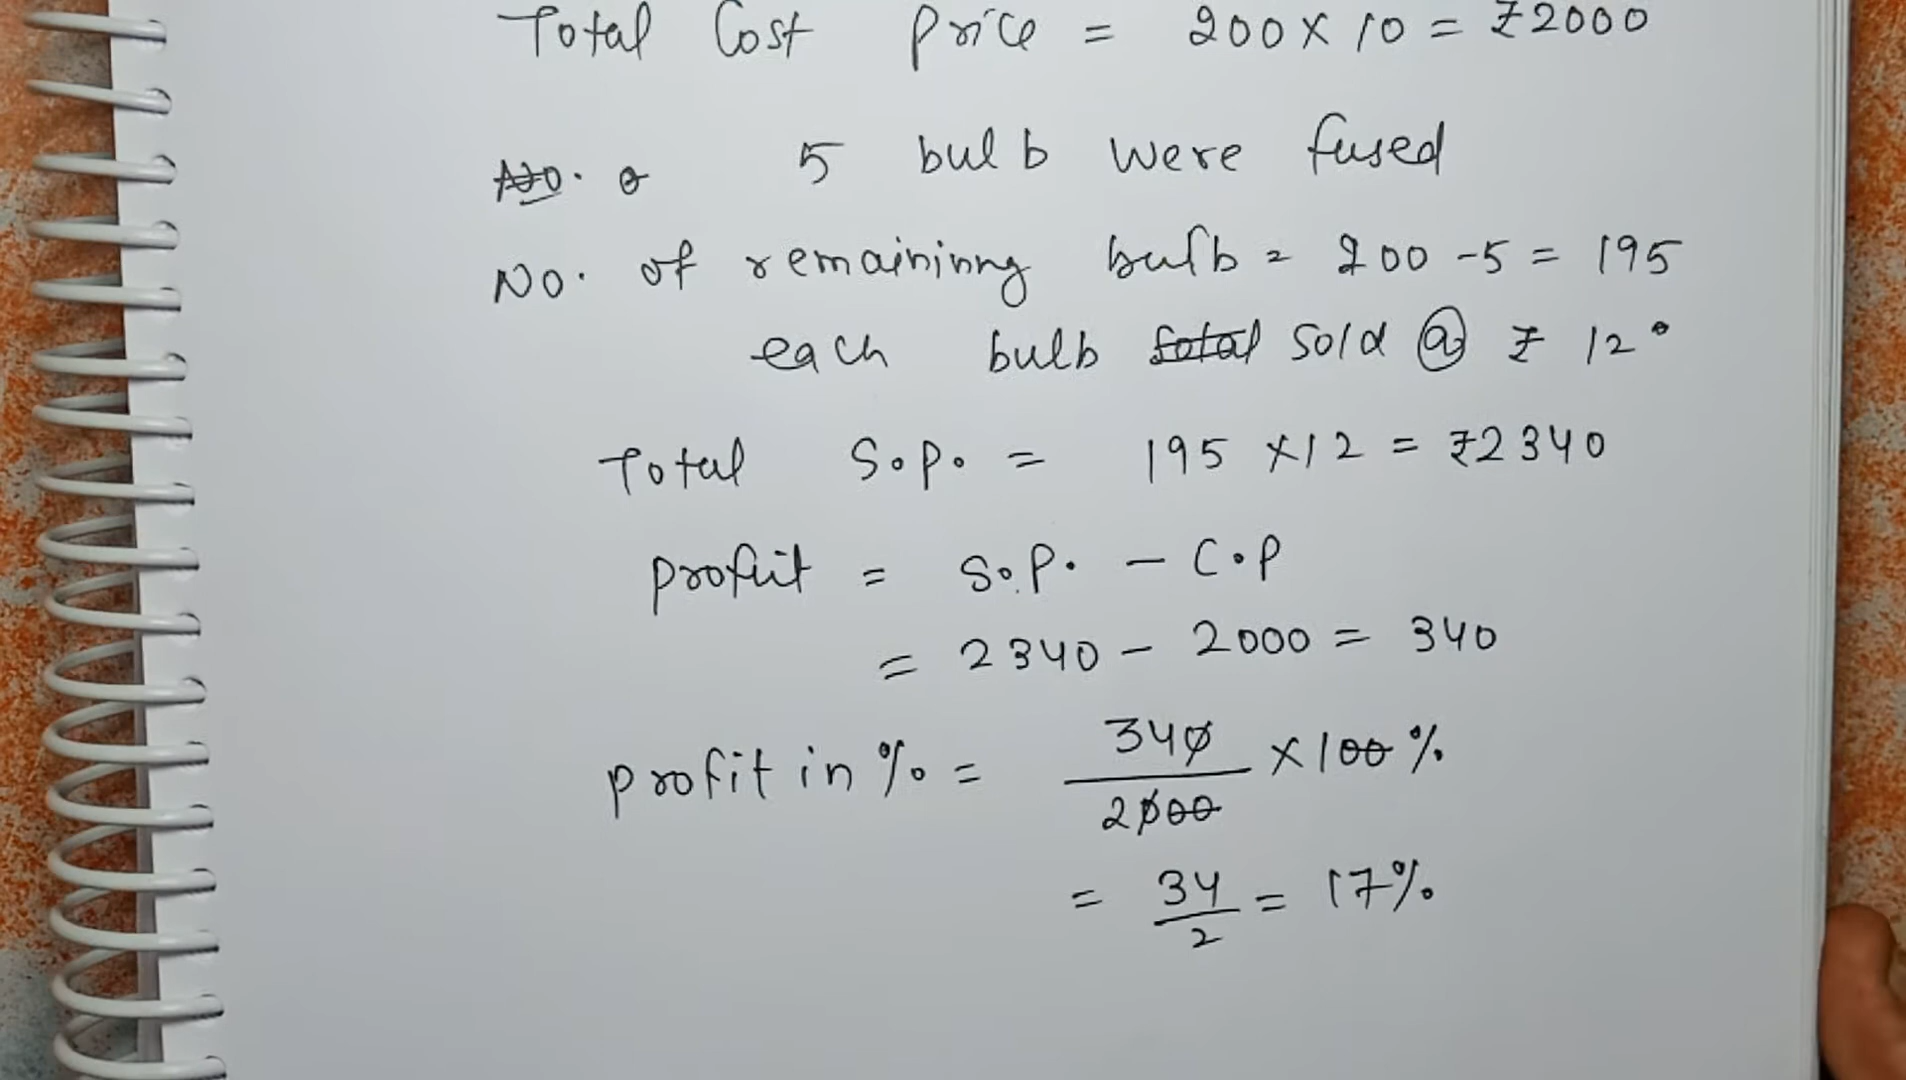 Total Cost Price = 200 x 10 = ₹2000
No. o 5 bulb were fused
No. of remaininng bulb = 200 - 5 = 195
each bulb total sold @ ₹ 12.
Total S.P. = 195 x 12 = ₹2340
Profit = S.P. - C.P
= 2340 - 2000 = 340
profit in % = 340/2000 x 100 %
= 34/2 = 17%